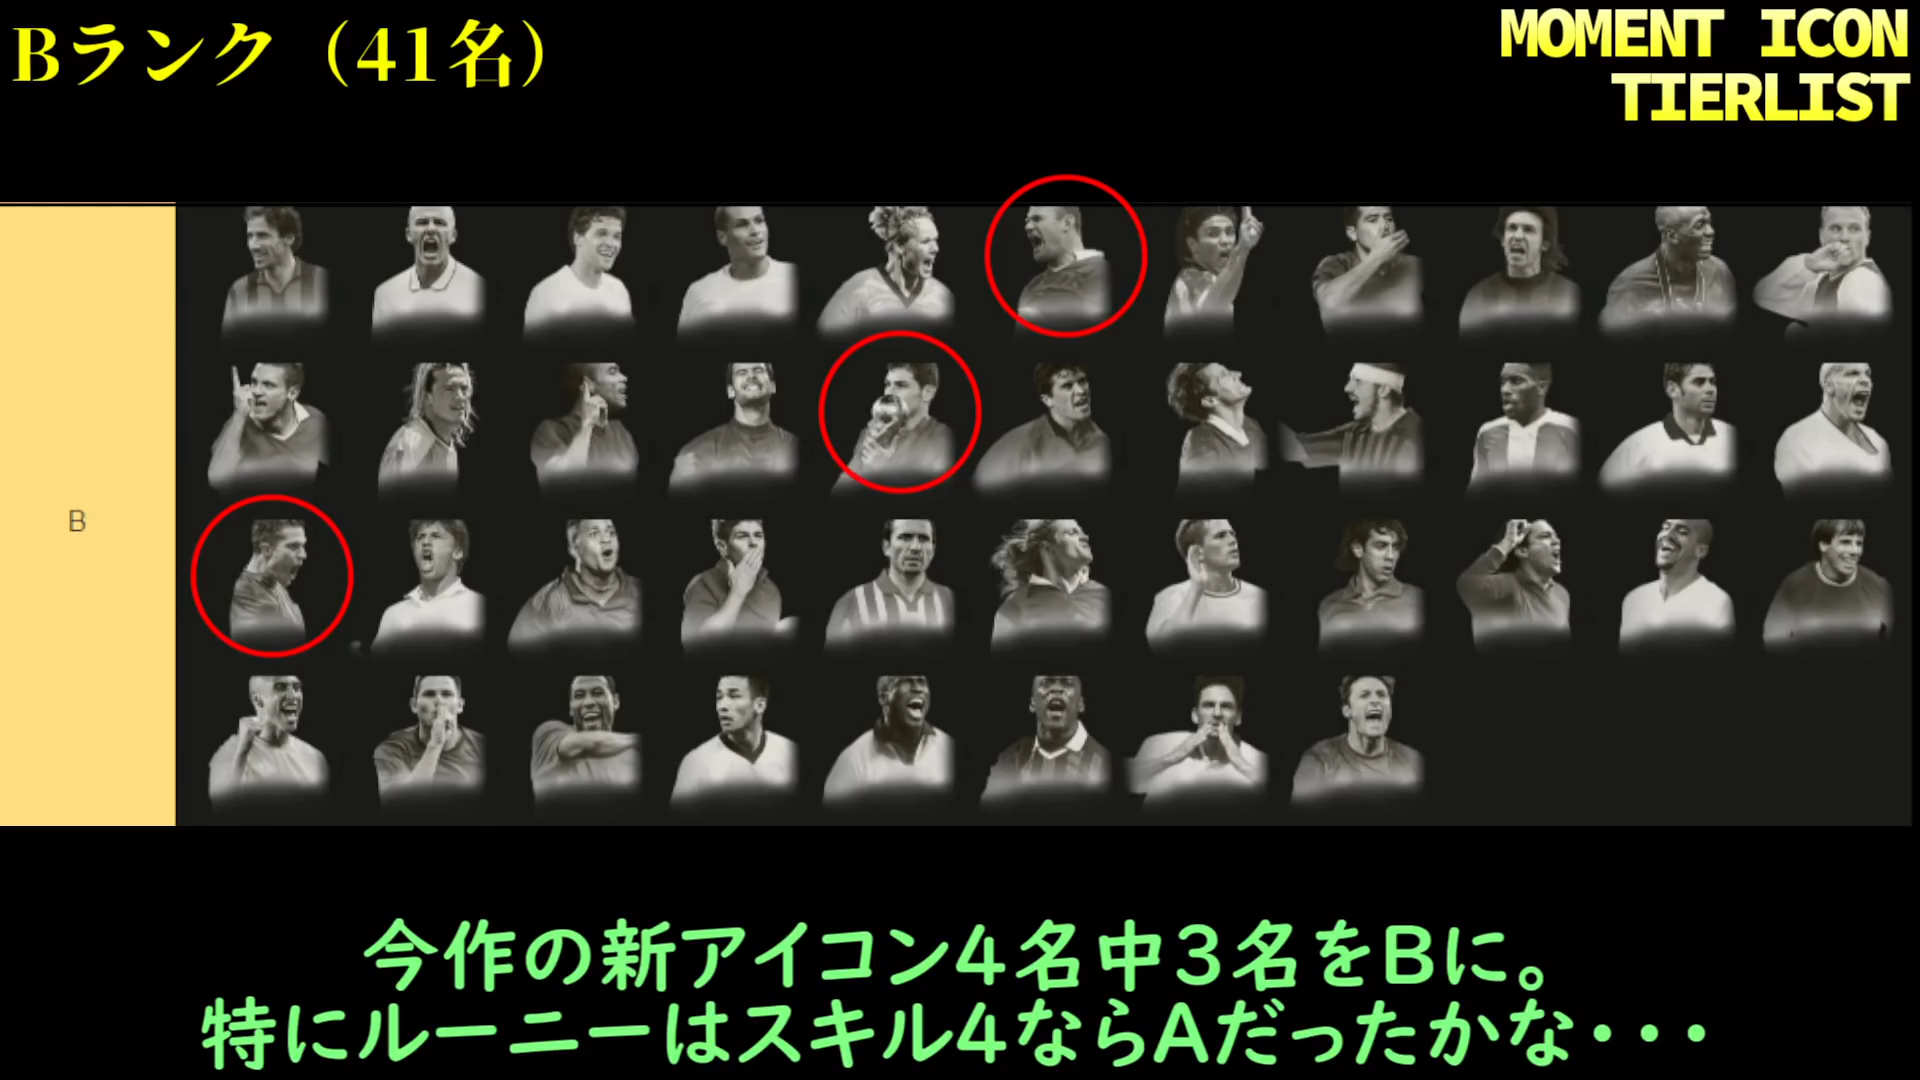 Bランク（41名）
MOMENT ICON
TIERLIST
B
今作の新アイコン4名中3名をBに。
特にルーニーはスキル4ならAだったかな・・・